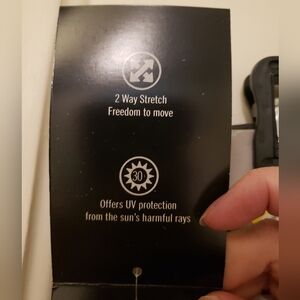 2 Way Stretch
Freedom to move
30
Offers UV protection
from the sun's harmful rays